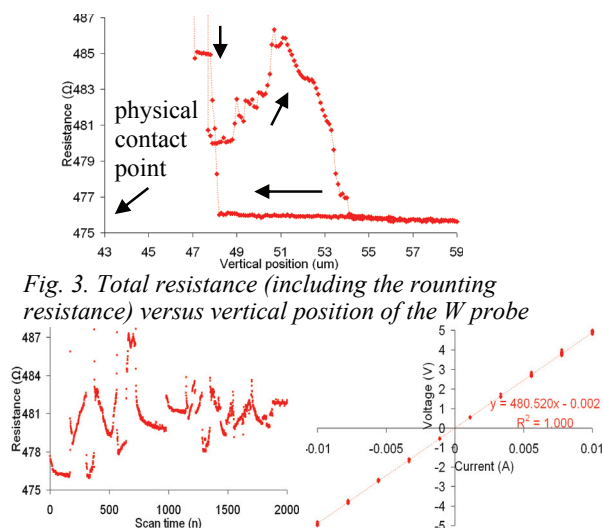 487
485
483
481
479
477
475
Resistance (Ω)
physical
contact
point
43 45 47 49 51 53 55 57 59
Vertical position (um)
Fig. 3. Total resistance (including the rounting
resistance) versus vertical position of the W probe
487
484
481
478
475
Resistance (Ω)
0 500 1000 1500 2000
Scan time (n)
5
4
3
2
1
0
-1
-2
-3
-4
-5
Voltage (V)
y = 480.520x - 0.002
R² = 1.000
-0.01 -0.005 0 0.005 0.01
Current (A)